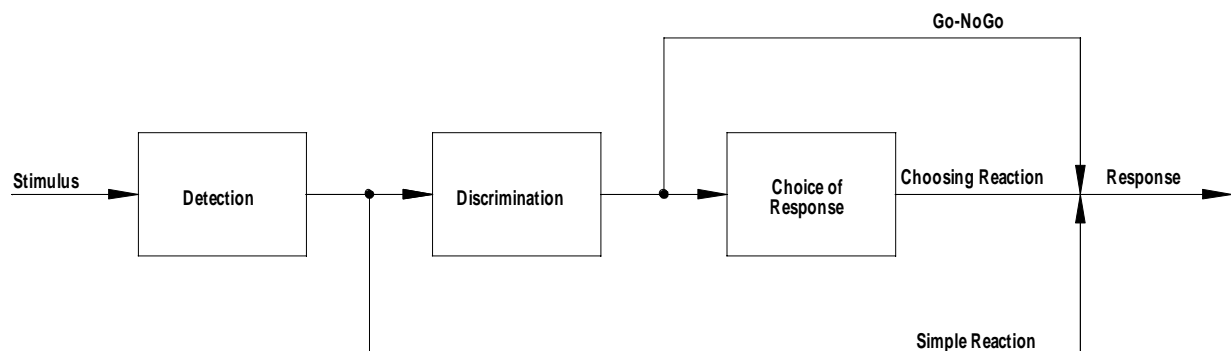 Go-NoGo
Stimulus
Detection
Discrimination
Choice of
Response
Choosing Reaction
Response
Simple Reaction